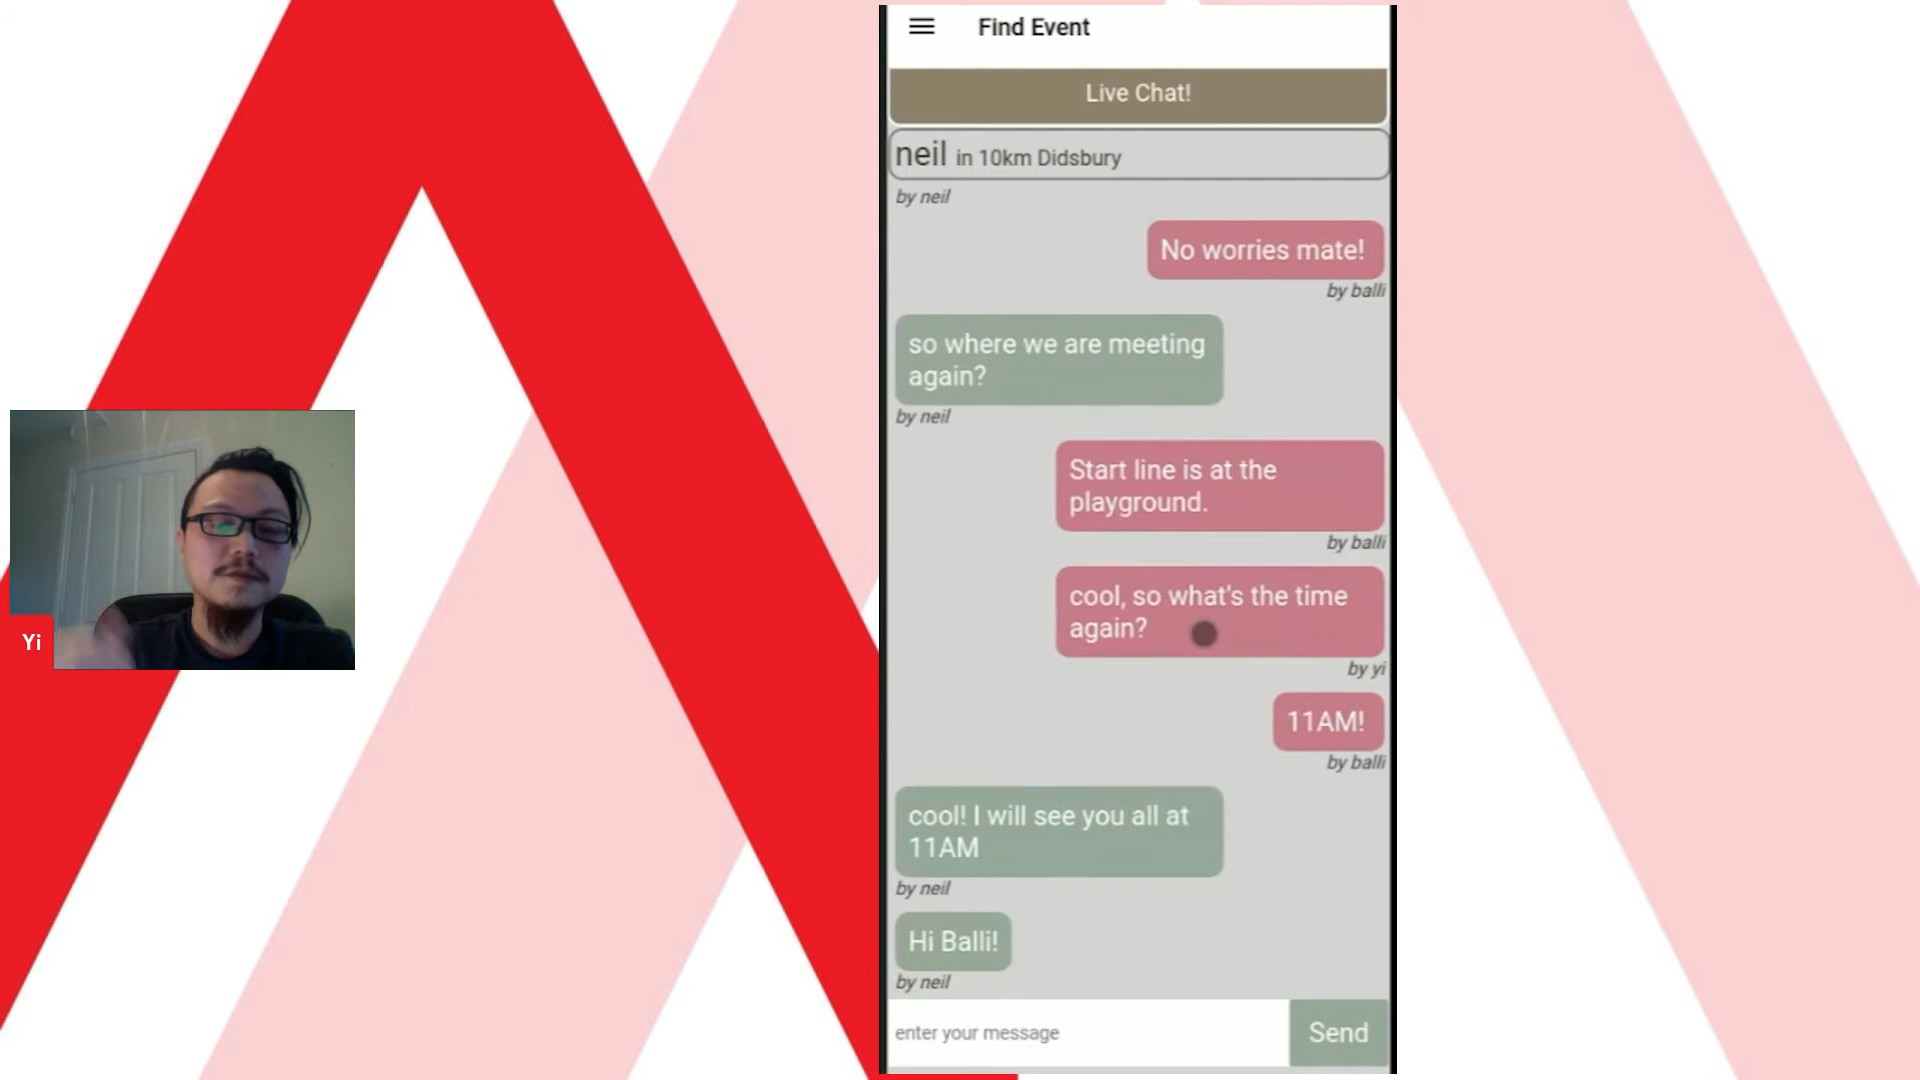 Find Event
Live Chat!
neil in 10km Didsbury
by neil
No worries mate!
by balli
so where we are meeting
again?
by neil
Start line is at the
playground.
by balli
cool, so what's the time
again?
by yi
11AM!
by balli
cool! I will see you all at
11AM
by neil
Hi Balli!
by neil
enter your message
Send
Yi